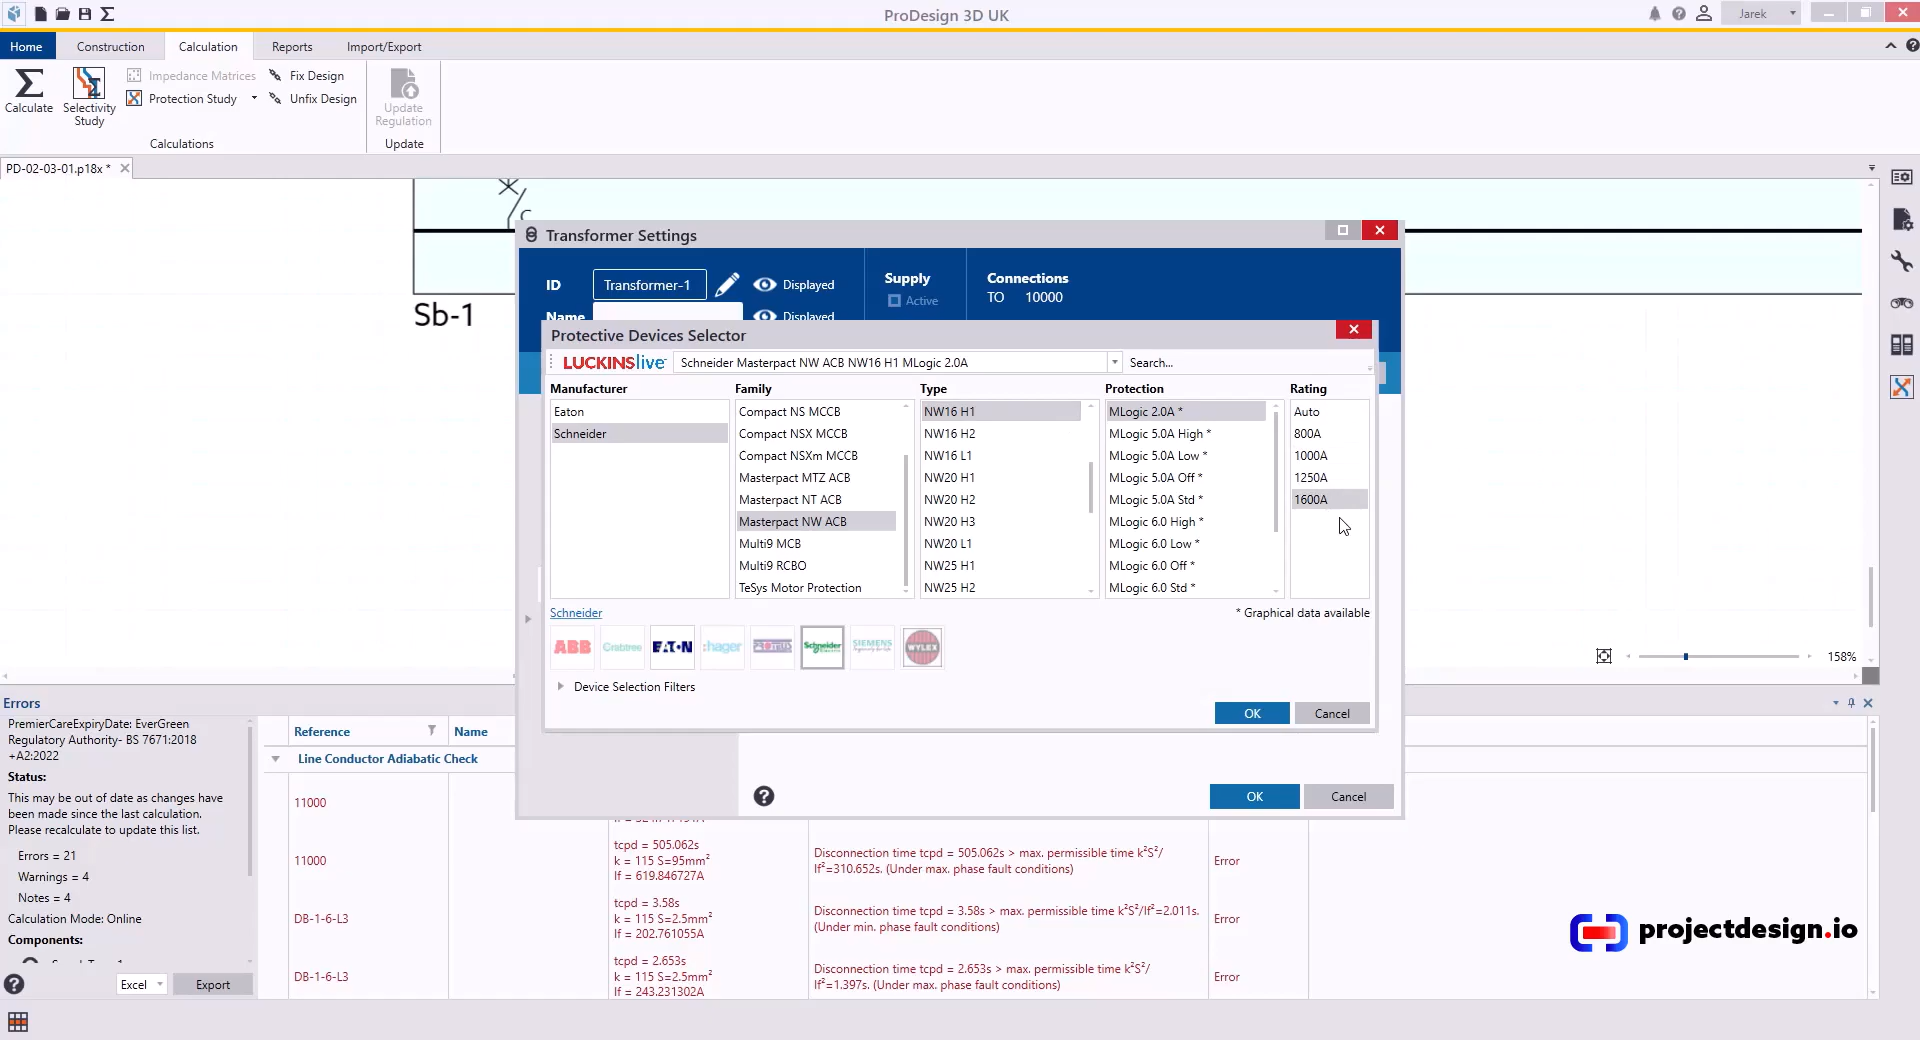 ProDesign 3D UK
Jarek
Home
Construction
Calculation
Reports
Import/Export
Calculate
Selectivity
Study
Impedance Matrices
Protection Study
Fix Design
Unfix Design
Update
Regulation
Calculations
Update
PD-02-03-01.p18x *
C
Sb-1
Transformer Settings
ID
Transformer-1
Displayed
Name
Displayed
Supply
Active
Connections
TO 10000
Protective Devices Selector
LUCKINSlive
Schneider Masterpact NW ACB NW16 H1 MLogic 2.0A
Search...
Manufacturer
Eaton
Schneider
Family
Compact NS MCCB
Compact NSX MCCB
Compact NSXm MCCB
Masterpact MTZ ACB
Masterpact NT ACB
Masterpact NW ACB
Multi9 MCB
Multi9 RCBO
TeSys Motor Protection
Type
NW16 H1
NW16 H2
NW16 L1
NW20 H1
NW20 H2
NW20 H3
NW20 L1
NW25 H1
NW25 H2
Protection
MLogic 2.0A *
MLogic 5.0A High *
MLogic 5.0A Low *
MLogic 5.0A Off *
MLogic 5.0A Std *
MLogic 6.0 High *
MLogic 6.0 Low *
MLogic 6.0 Off *
MLogic 6.0 Std *
Rating
Auto
800A
1000A
1250A
1600A
Schneider
* Graphical data available
ABB
Crabtree
EATON
:hager
Schneider
Electric
SIEMENS
WYLEX
Device Selection Filters
OK
Cancel
OK
Cancel
158%
Errors
PremierCareExpiryDate: EverGreen
Regulatory Authority- BS 7671:2018
+A2:2022
Status:
This may be out of date as changes have
been made since the last calculation.
Please recalculate to update this list.
Errors = 21
Warnings = 4
Notes = 4
Calculation Mode: Online
Components:
Excel
Export
Reference
Name
Line Conductor Adiabatic Check
11000
11000
tcpd = 505.062s
k = 115 S=95mm²
If = 619.846727A
Disconnection time tcpd = 505.062s > max. permissible time k²S²/
If²=310.652s. (Under max. phase fault conditions)
Error
DB-1-6-L3
tcpd = 3.58s
k = 115 S=2.5mm²
If = 202.761055A
Disconnection time tcpd = 3.58s > max. permissible time k²S²/If²=2.011s.
(Under min. phase fault conditions)
Error
DB-1-6-L3
tcpd = 2.653s
k = 115 S=2.5mm²
If = 243.231302A
Disconnection time tcpd = 2.653s > max. permissible time k²S²/
If²=1.397s. (Under max. phase fault conditions)
Error
projectdesign.io